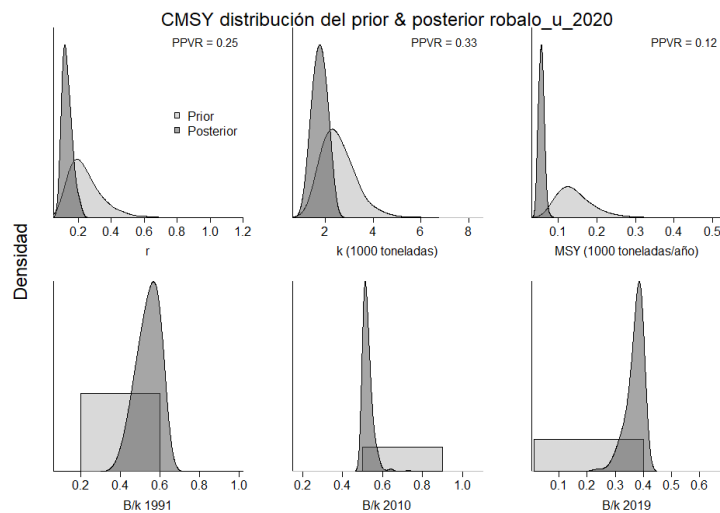 CMSY distribución del prior & posterior robalo_u_2020
PPVR = 0.25
PPVR = 0.33
PPVR = 0.12
Prior
Posterior
0.2 0.4 0.6 0.8 1.0 1.2
r
2 4 6 8
k (1000 toneladas)
0.1 0.2 0.3 0.4 0.5
MSY (1000 toneladas/año)
Densidad
0.2 0.4 0.6 0.8 1.0
B/k 1991
0.2 0.4 0.6 0.8 1.0
B/k 2010
0.1 0.2 0.3 0.4 0.5 0.6
B/k 2019